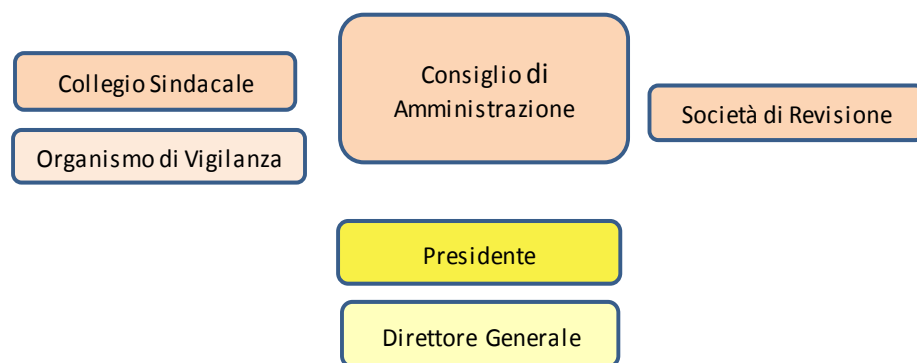 Collegio Sindacale
Organismo di Vigilanza
Consiglio di
Amministrazione
Società di Revisione
Presidente
Direttore Generale